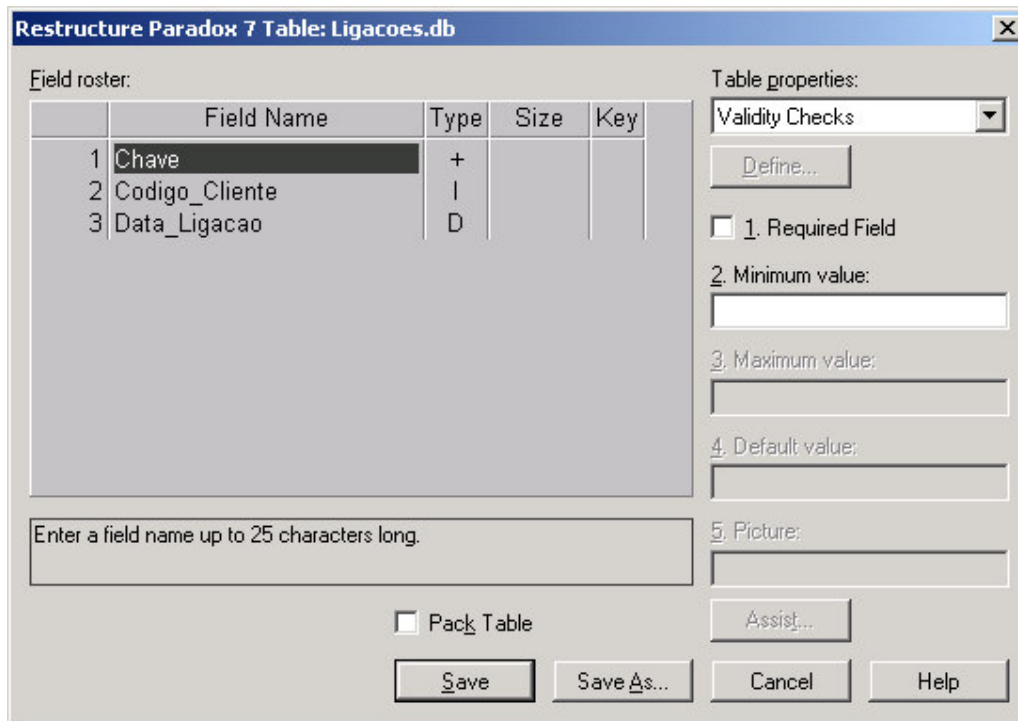 Restructure Paradox 7 Table: Ligacoes.db
Field roster:
Field Name Type Size Key
1 Chave +
2 Codigo_Cliente I
3 Data_Ligacao D
Enter a field name up to 25 characters long.
Pack Table
Save
Save As...
Table properties:
Validity Checks
Define...
1. Required Field
2. Minimum value:
3. Maximum value:
4. Default value:
5. Picture:
Assist...
Cancel
Help